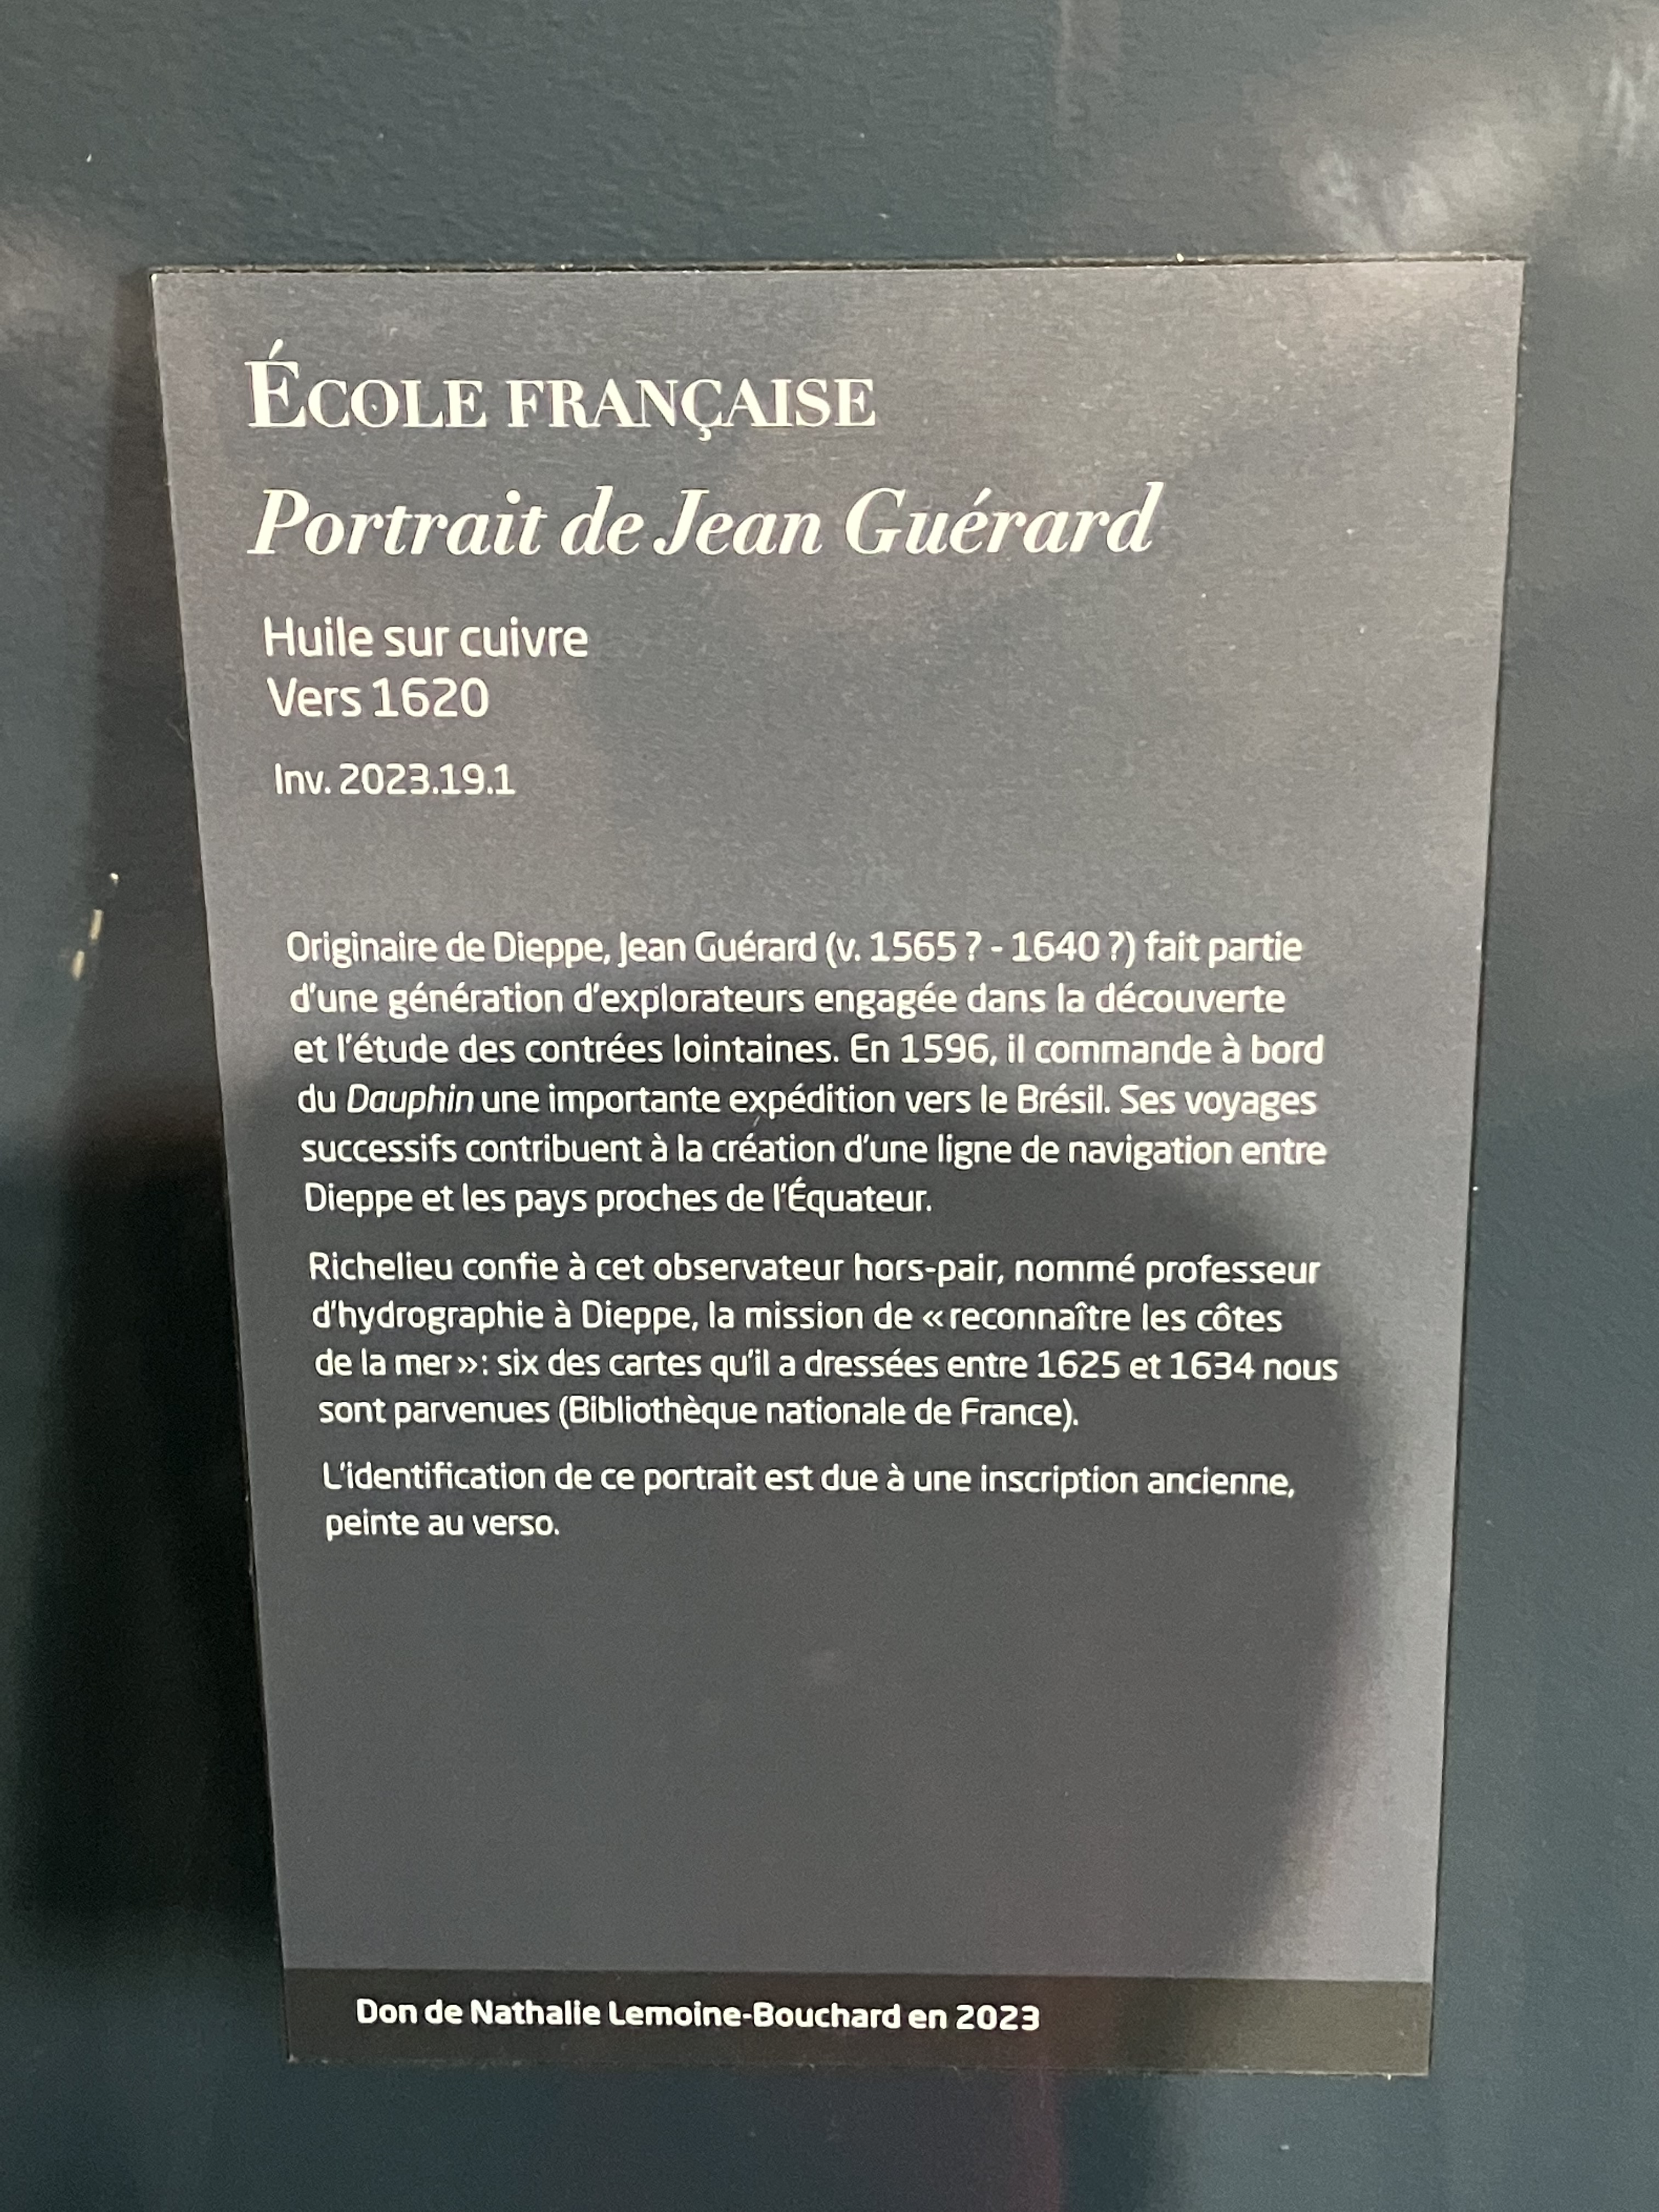 ÉCOLE FRANÇAISE
Portrait de Jean Guérard
Huile sur cuivre
Vers 1620
Inv. 2023.19.1
Originaire de Dieppe, Jean Guérard (v. 1565 ? - 1640 ?) fait partie
d'une génération d'explorateurs engagée dans la découverte
et l'étude des contrées lointaines. En 1596, il commande à bord
du Dauphin une importante expédition vers le Brésil. Ses voyages
successifs contribuent à la création d'une ligne de navigation entre
Dieppe et les pays proches de l'Équateur.
Richelieu confie à cet observateur hors-pair, nommé professeur
d'hydrographie à Dieppe, la mission de « reconnaître les côtes
de la mer » : six des cartes qu'il a dressées entre 1625 et 1634 nous
sont parvenues (Bibliothèque nationale de France).
L'identification de ce portrait est due à une inscription ancienne,
peinte au verso.
Don de Nathalie Lemoine-Bouchard en 2023